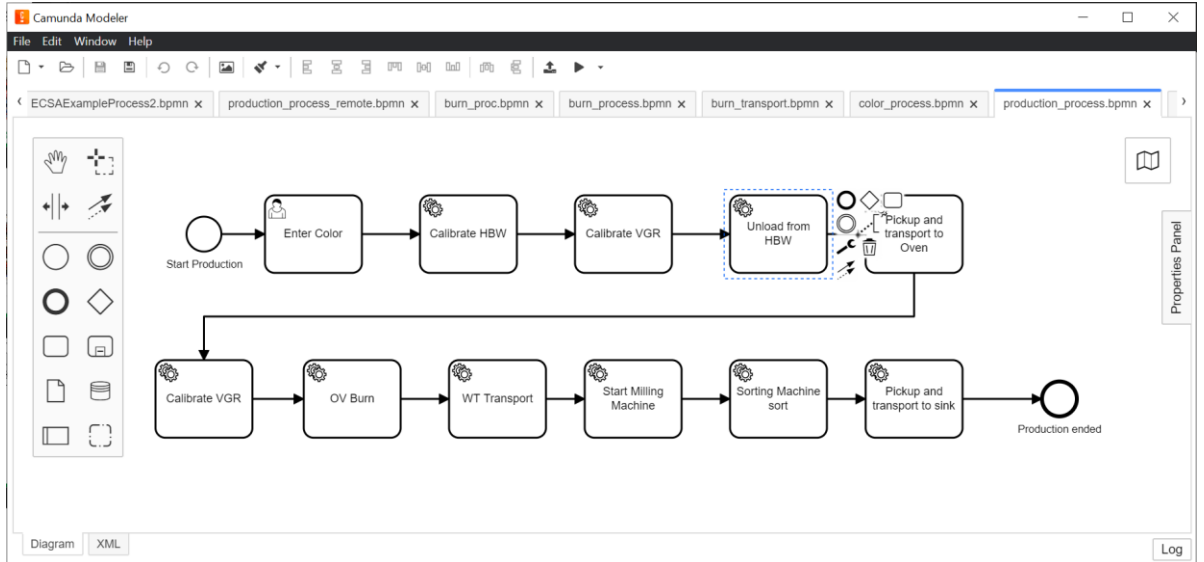 Camunda Modeler
File Edit Window Help
ECSAExampleProcess2.bpmn
production_process_remote.bpmn
burn_proc.bpmn
burn_process.bpmn
burn_transport.bpmn
color_process.bpmn
production_process.bpmn
Start Production
Enter Color
Calibrate HBW
Calibrate VGR
Unload from
HBW
Pickup and
transport to
Oven
Properties Panel
Calibrate VGR
OV Burn
WT Transport
Start Milling
Machine
Sorting Machine
sort
Pickup and
transport to sink
Production ended
Diagram
XML
Log